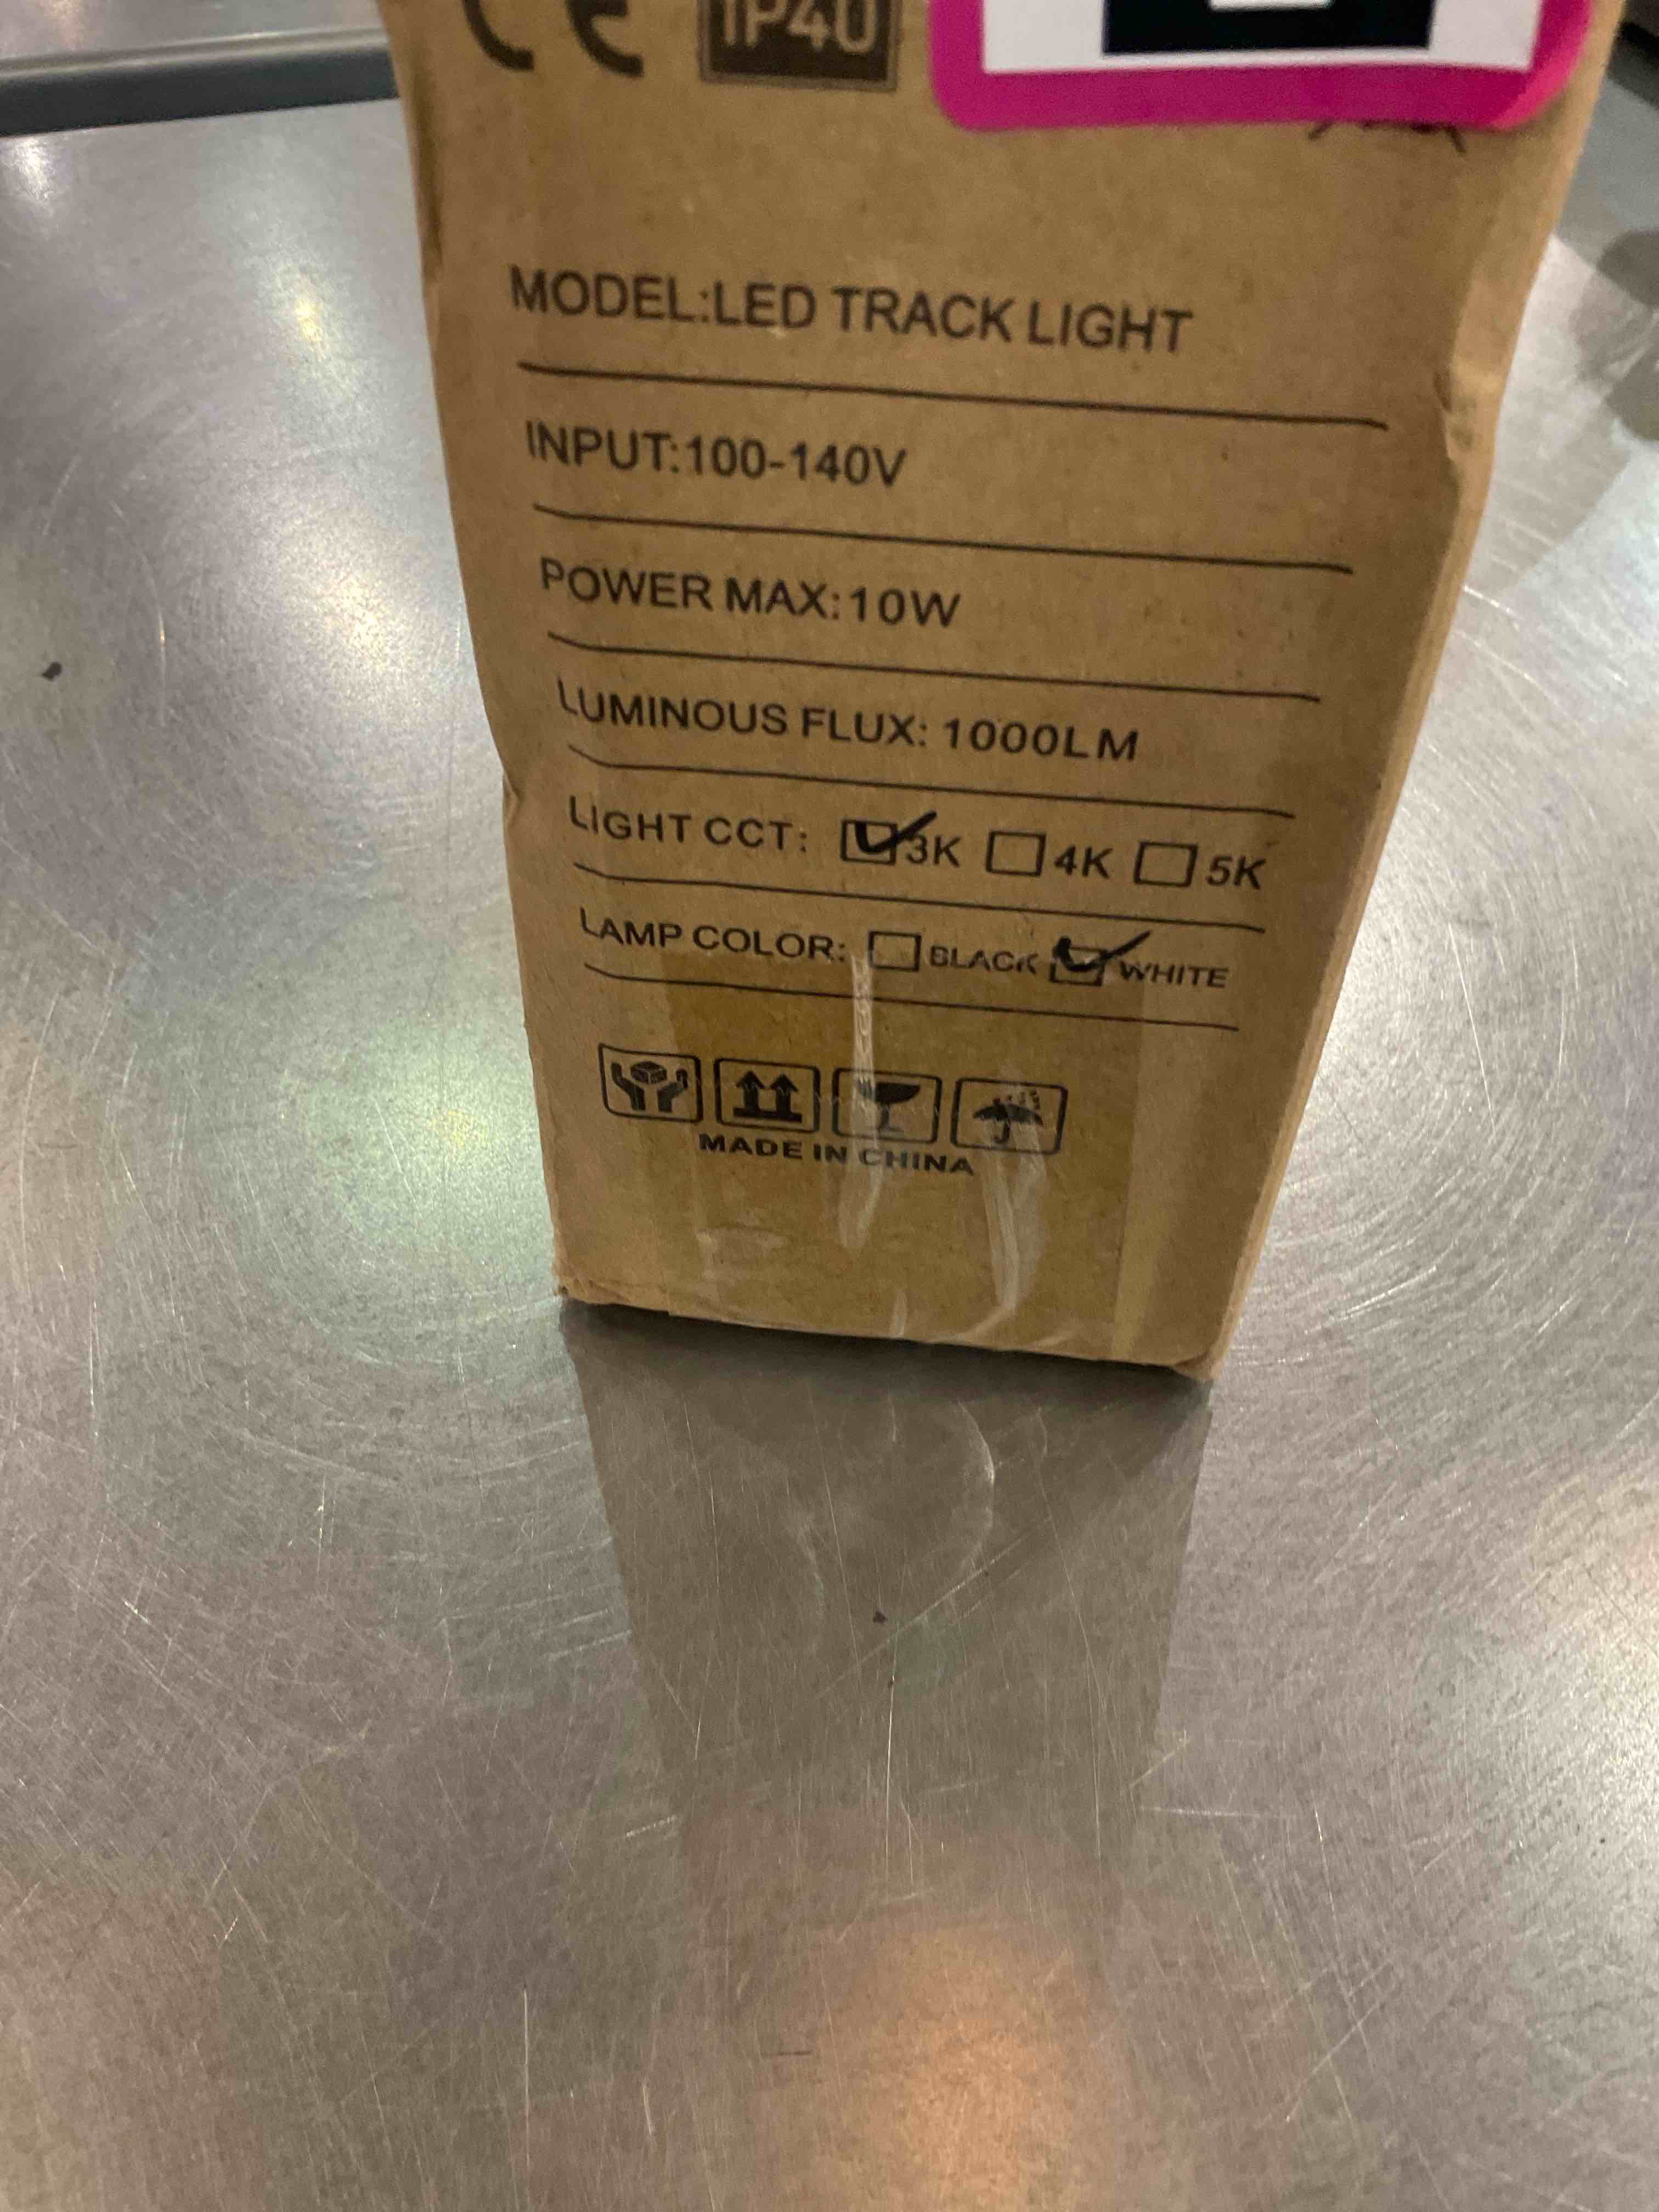 CE IP40
MODEL:LED TRACK LIGHT
INPUT:100-140V
POWER MAX:10W
LUMINOUS FLUX: 1000LM
LIGHT CCT: 3K 4K 5K
LAMP COLOR: BLACK WHITE
MADE IN CHINA